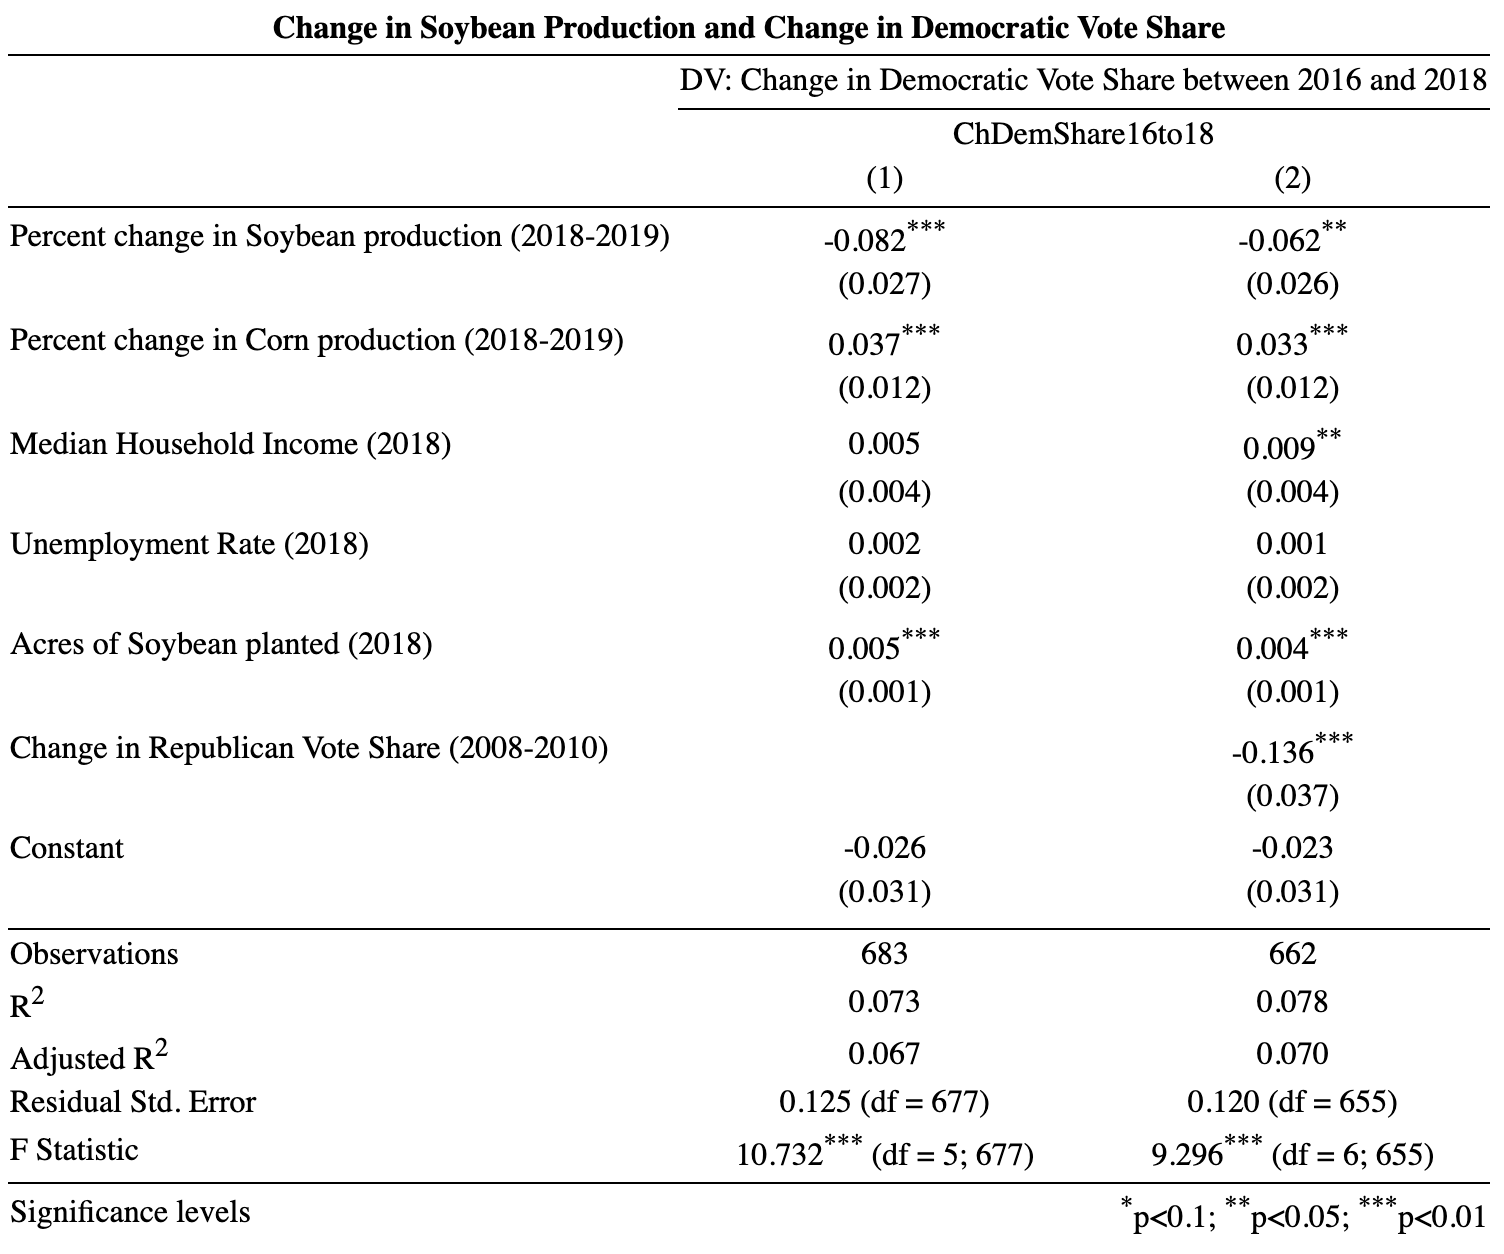 Change in Soybean Production and Change in Democratic Vote Share
DV: Change in Democratic Vote Share between 2016 and 2018
ChDemShare16to18
(1) (2)
Percent change in Soybean production (2018-2019) -0.082*** -0.062**
(0.027) (0.026)
Percent change in Corn production (2018-2019) 0.037*** 0.033***
(0.012) (0.012)
Median Household Income (2018) 0.005 0.009**
(0.004) (0.004)
Unemployment Rate (2018) 0.002 0.001
(0.002) (0.002)
Acres of Soybean planted (2018) 0.005*** 0.004***
(0.001) (0.001)
Change in Republican Vote Share (2008-2010) -0.136***
(0.037)
Constant -0.026 -0.023
(0.031) (0.031)
Observations 683 662
R2 0.073 0.078
Adjusted R2 0.067 0.070
Residual Std. Error 0.125 (df = 677) 0.120 (df = 655)
F Statistic 10.732*** (df = 5; 677) 9.296*** (df = 6; 655)
Significance levels *p<0.1; **p<0.05; ***p<0.01